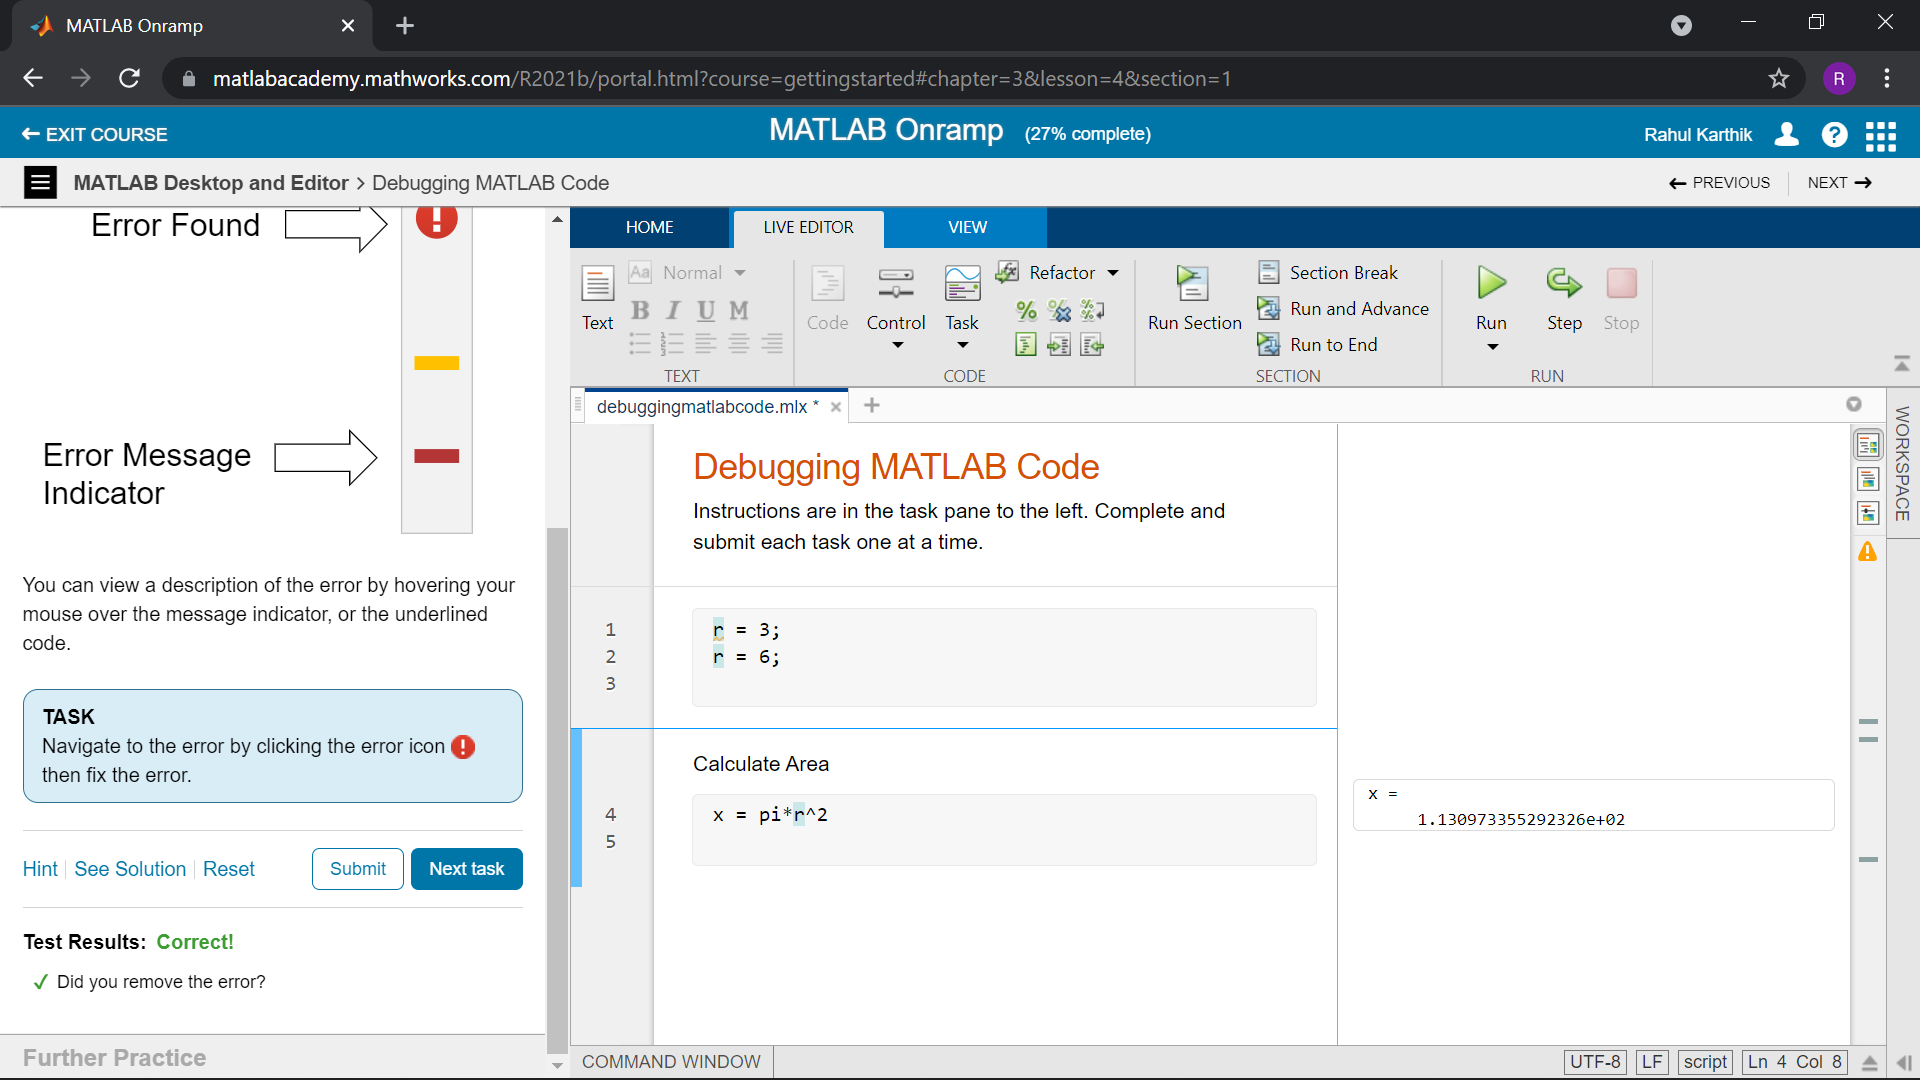 MATLAB Onramp
matlabacademy.mathworks.com/R2021b/portal.html?course=gettingstarted#chapter=3&lesson=4&section=1
R
EXIT COURSE
MATLAB Onramp (27% complete)
Rahul Karthik
MATLAB Desktop and Editor > Debugging MATLAB Code
PREVIOUS
NEXT
Error Found
Error Message
Indicator
You can view a description of the error by hovering your
mouse over the message indicator, or the underlined
code.
TASK
Navigate to the error by clicking the error icon
then fix the error.
Hint
See Solution
Reset
Submit
Next task
Test Results: Correct!
Did you remove the error?
Further Practice
HOME
LIVE EDITOR
VIEW
Text
Aa Normal
B I U M
TEXT
Code
Control
Task
Refactor
CODE
Run Section
Section Break
Run and Advance
Run to End
SECTION
Run
Step
Stop
RUN
debuggingmatlabcode.mlx *
WORKSPACE
Debugging MATLAB Code
Instructions are in the task pane to the left. Complete and
submit each task one at a time.
1 r = 3;
2 r = 6;
3
Calculate Area
4 x = pi*r^2
5
x =
1.130973355292326e+02
COMMAND WINDOW
UTF-8
LF
script
Ln 4 Col 8